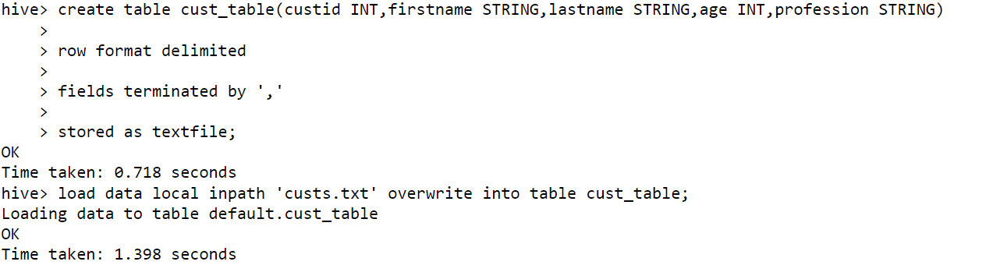 hive> create table cust_table(custid INT,firstname STRING,lastname STRING,age INT,profession STRING)
    >
    > row format delimited
    >
    > fields terminated by ','
    >
    > stored as textfile;
OK
Time taken: 0.718 seconds
hive> load data local inpath 'custs.txt' overwrite into table cust_table;
Loading data to table default.cust_table
OK
Time taken: 1.398 seconds